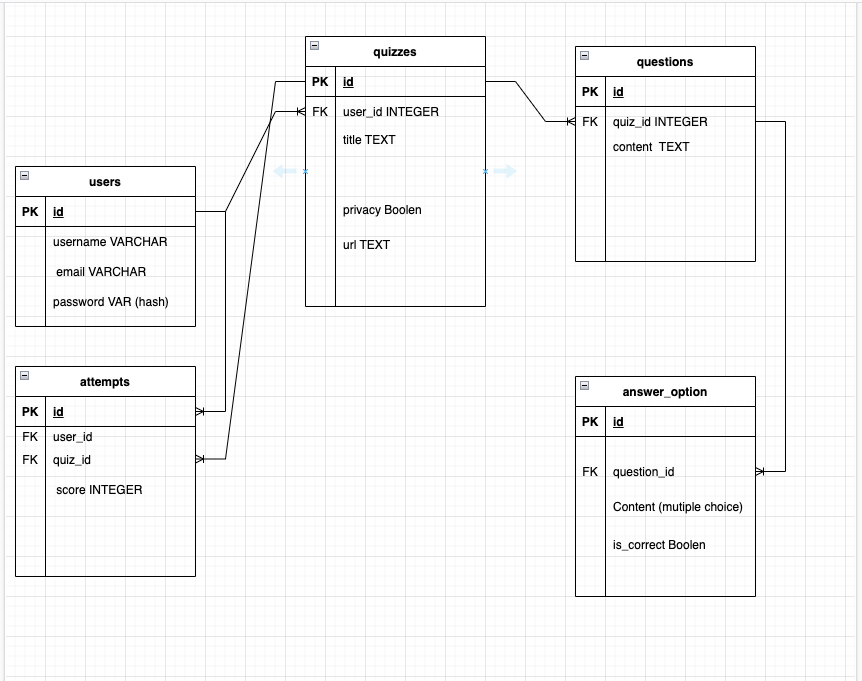 quizzes
PK id
FK user_id INTEGER
title TEXT
privacy Boolen
url TEXT
questions
PK id
FK quiz_id INTEGER
content TEXT
users
PK id
username VARCHAR
email VARCHAR
password VAR (hash)
attempts
PK id
FK user_id
FK quiz_id
score INTEGER
answer_option
PK id
FK question_id
Content (mutiple choice)
is_correct Boolen